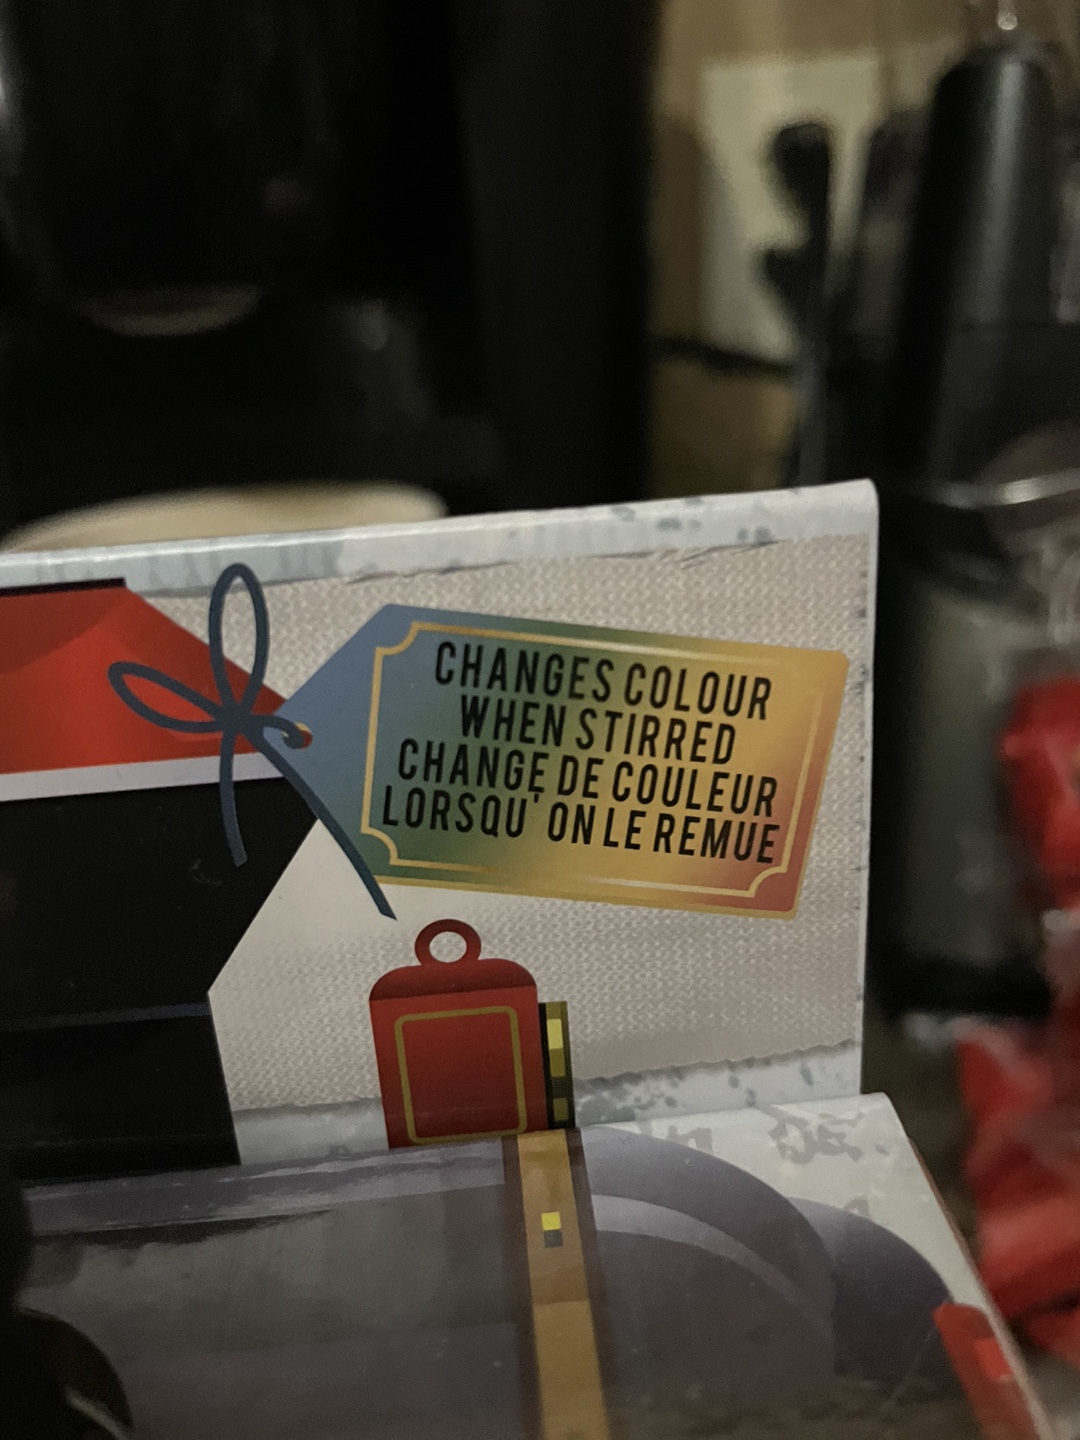 CHANGES COLOUR
WHEN STIRRED
CHANGE DE COULEUR
LORSQU' ON LE REMUE